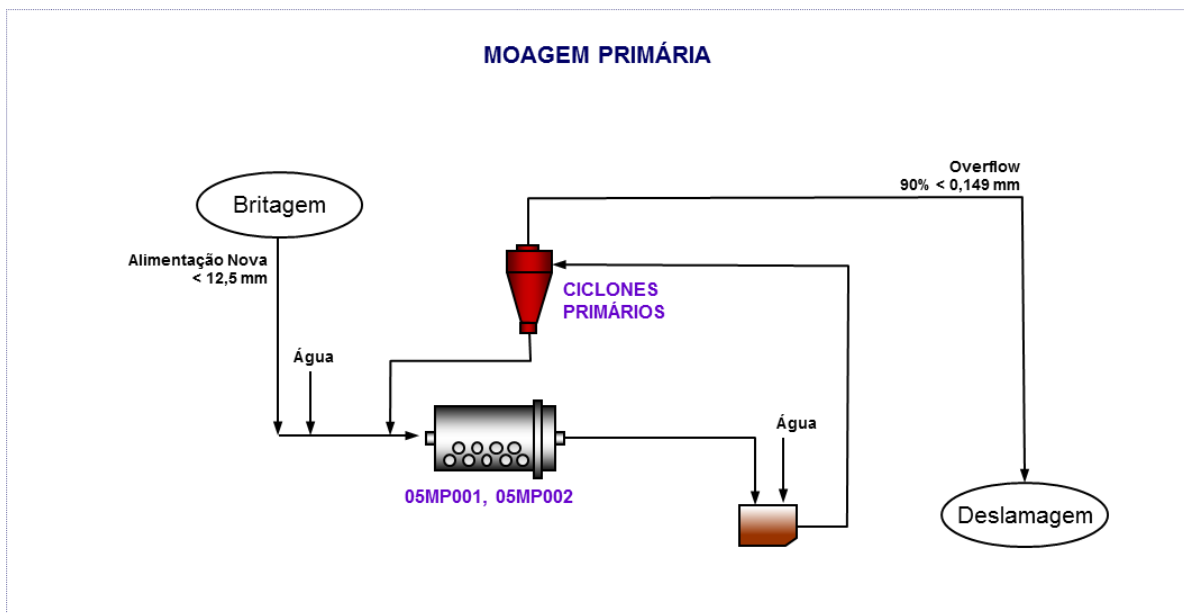 MOAGEM PRIMÁRIA
Overflow
90% < 0,149 mm
Britagem
Alimentação Nova
< 12,5 mm
CICLONES
PRIMÁRIOS
Água
Água
05MP001, 05MP002
Deslamagem